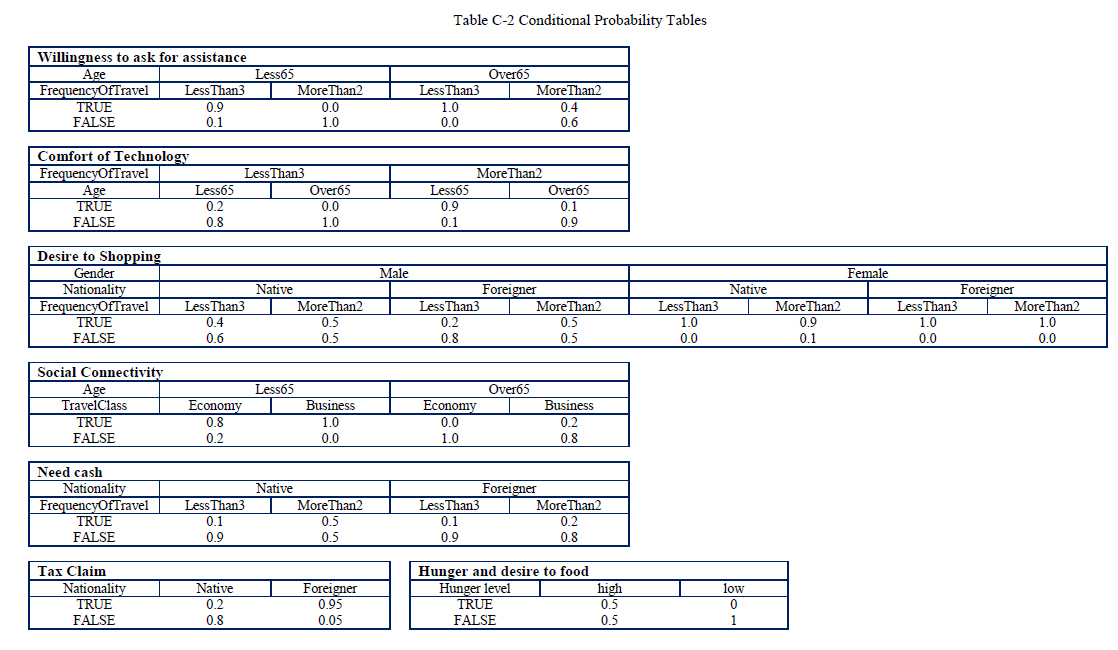 Table C-2 Conditional Probability Tables
Willingness to ask for assistance
Age Less65 Over65
FrequencyOfTravel LessThan3 MoreThan2 LessThan3 MoreThan2
TRUE 0.9 0.0 1.0 0.4
FALSE 0.1 1.0 0.0 0.6
Comfort of Technology
FrequencyOfTravel LessThan3 MoreThan2
Age Less65 Over65 Less65 Over65
TRUE 0.2 0.0 0.9 0.1
FALSE 0.8 1.0 0.1 0.9
Desire to Shopping
Gender Male Female
Nationality Native Foreigner Native Foreigner
FrequencyOfTravel LessThan3 MoreThan2 LessThan3 MoreThan2 LessThan3 MoreThan2 LessThan3 MoreThan2
TRUE 0.4 0.5 0.2 0.5 1.0 0.9 1.0 1.0
FALSE 0.6 0.5 0.8 0.5 0.0 0.1 0.0 0.0
Social Connectivity
Age Less65 Over65
TravelClass Economy Business Economy Business
TRUE 0.8 1.0 0.0 0.2
FALSE 0.2 0.0 1.0 0.8
Need cash
Nationality Native Foreigner
FrequencyOfTravel LessThan3 MoreThan2 LessThan3 MoreThan2
TRUE 0.1 0.5 0.1 0.2
FALSE 0.9 0.5 0.9 0.8
Tax Claim
Nationality Native Foreigner
TRUE 0.2 0.95
FALSE 0.8 0.05
Hunger and desire to food
Hunger level high low
TRUE 0.5 0
FALSE 0.5 1